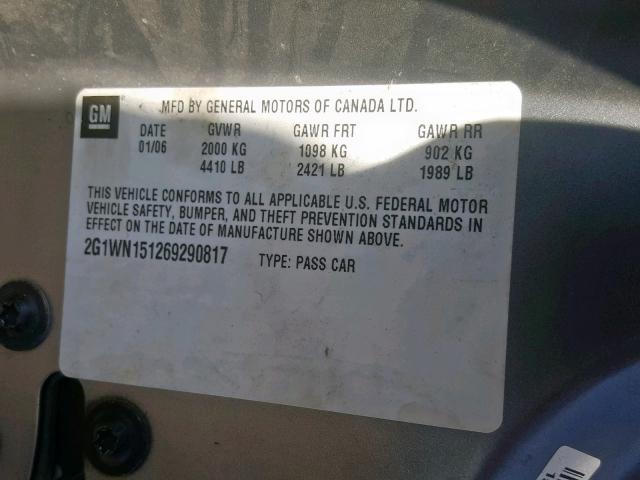 GM
MFD BY GENERAL MOTORS OF CANADA LTD.
DATE GVWR GAWR FRT GAWR RR
01/06 2000 KG 1098 KG 902 KG
4410 LB 2421 LB 1989 LB
THIS VEHICLE CONFORMS TO ALL APPLICABLE U.S. FEDERAL MOTOR
VEHICLE SAFETY, BUMPER, AND THEFT PREVENTION STANDARDS IN
EFFECT ON THE DATE OF MANUFACTURE SHOWN ABOVE.
2G1WN151269290817 TYPE: PASS CAR